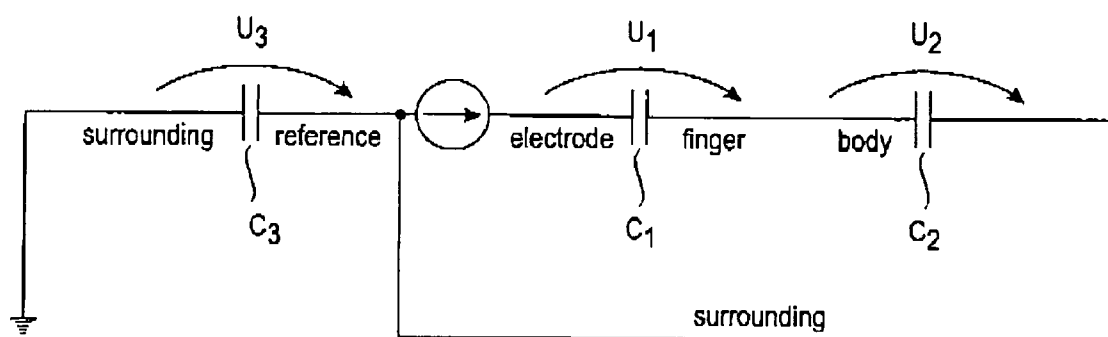 U3 U1 U2
surrounding reference electrode finger body
C3 C1 C2
surrounding